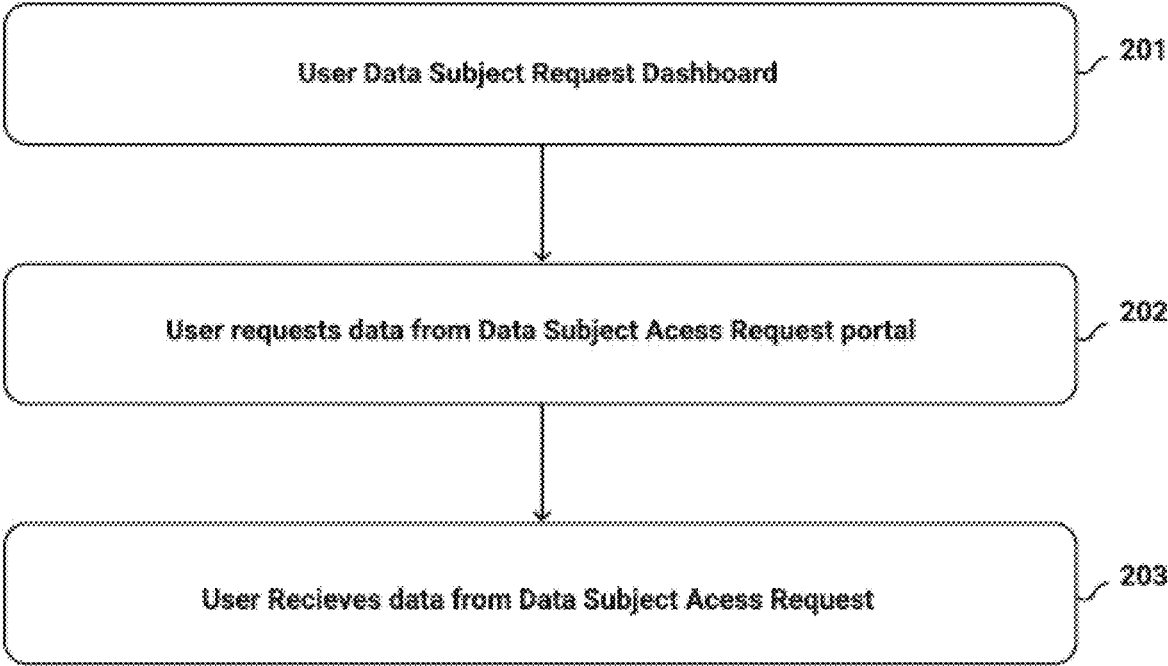 User Data Subject Request Dashboard
201
User requests data from Data Subject Acess Request portal
202
User Recieves data from Data Subject Acess Request
203